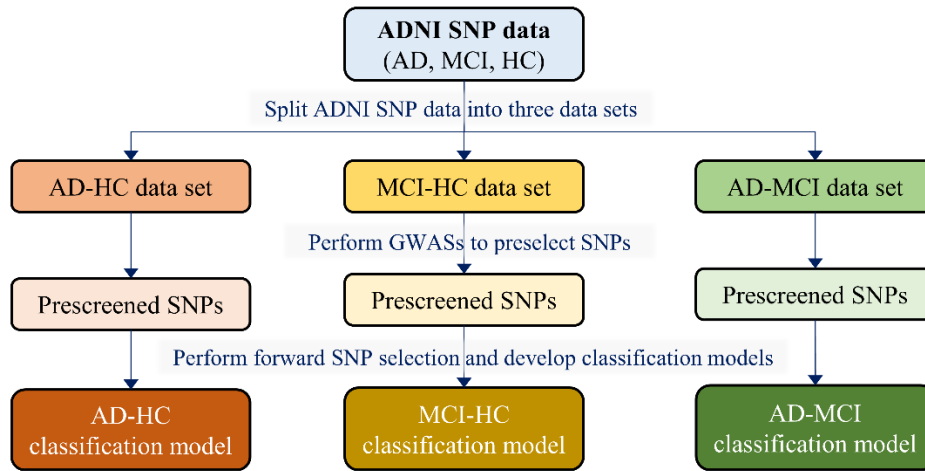 ADNI SNP data
(AD, MCI, HC)
Split ADNI SNP data into three data sets
AD-HC data set
MCI-HC data set
AD-MCI data set
Perform GWASs to preselect SNPs
Prescreened SNPs
Prescreened SNPs
Prescreened SNPs
Perform forward SNP selection and develop classification models
AD-HC
classification model
MCI-HC
classification model
AD-MCI
classification model